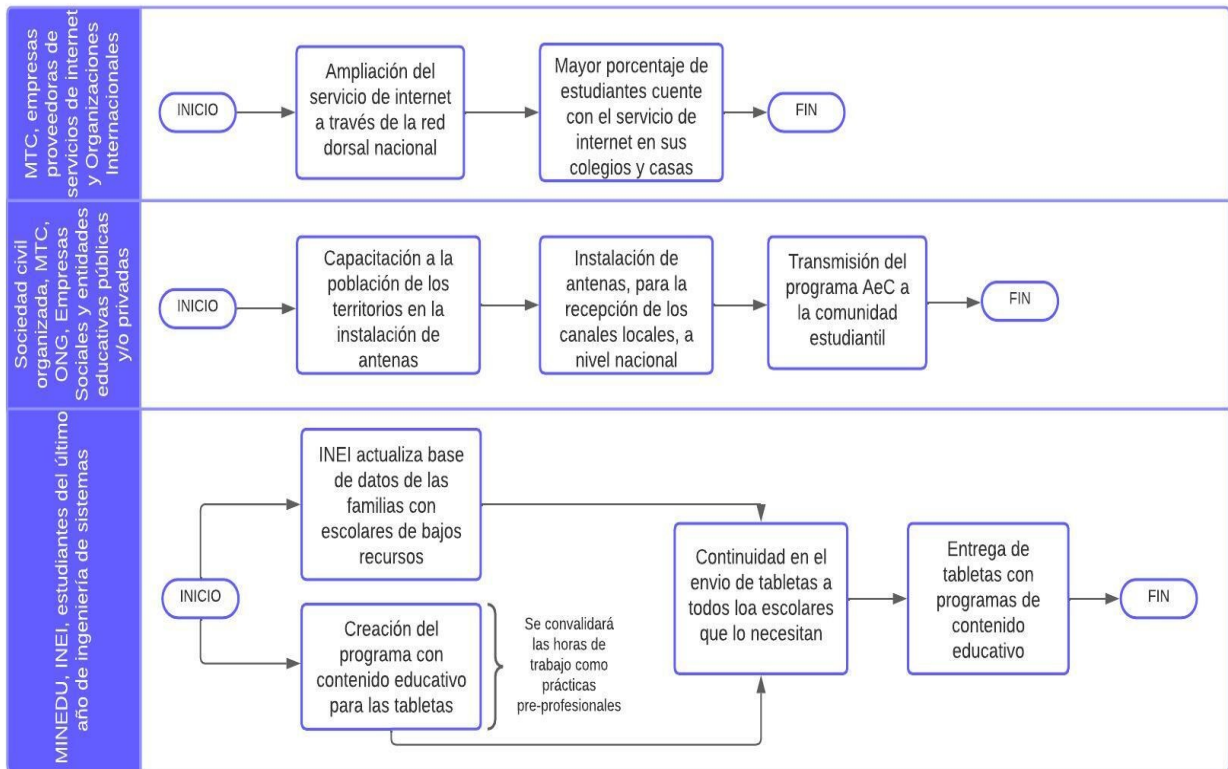 MTC, empresas
proveedoras de
servicios de internet
y Organizaciones
Internacionales
INICIO
Ampliación del
servicio de internet
a través de la red
dorsal nacional
Mayor porcentaje de
estudiantes cuente
con el servicio de
internet en sus
colegios y casas
FIN
Sociedad civil
organizada, MTC,
ONG, Empresas
Sociales y entidades
educativas públicas
y/o privadas
INICIO
Capacitación a la
población de los
territorios en la
instalación de
antenas
Instalación de
antenas, para la
recepción de los
canales locales, a
nivel nacional
Transmisión del
programa AeC a
la comunidad
estudiantil
FIN
MINEDU, INEI, estudiantes del último
año de ingeniería de sistemas
INICIO
INEI actualiza base
de datos de las
familias con
escolares de bajos
recursos
Creación del
programa con
contenido educativo
para las tabletas
Se convalidará
las horas de
trabajo como
prácticas
pre-profesionales
Continuidad en el
envio de tabletas a
todos loa escolares
que lo necesitan
Entrega de
tabletas con
programas de
contenido
educativo
FIN